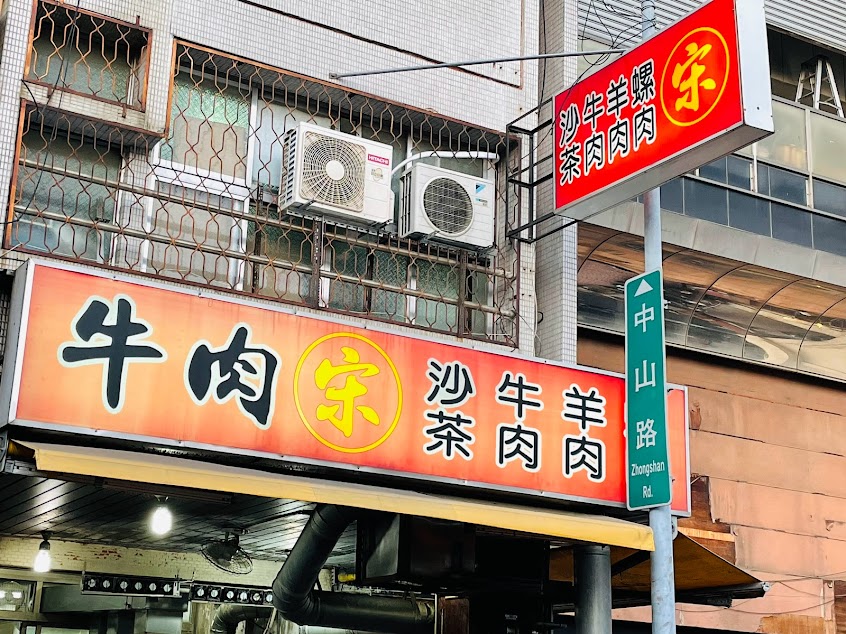 沙茶 牛肉 羊肉 螺肉 宋
牛肉 宋 沙茶 牛肉 羊肉
中山路
Zhongshan
Rd.
HITACHI
DAIKIN